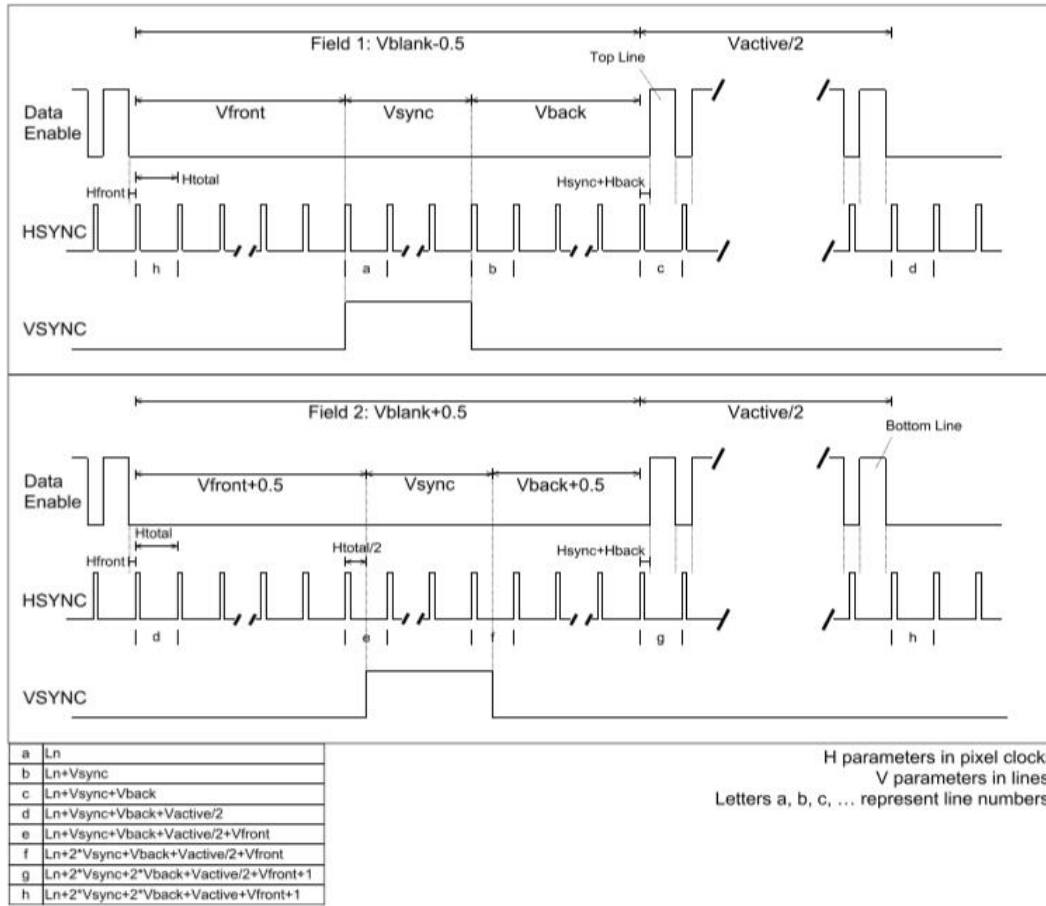 Field 1: Vblank-0.5
Vactive/2
Top Line
Data
Enable
Vfront
Vsync
Vback
Hfront
Htotal
Hsync+Hback
HSYNC
h
a
b
c
d
VSYNC
Field 2: Vblank+0.5
Vactive/2
Bottom Line
Data
Enable
Vfront+0.5
Vsync
Vback+0.5
Htotal
Hfront
Htotal/2
Hsync+Hback
HSYNC
d
e
f
g
h
VSYNC
a Ln
b Ln+Vsync
c Ln+Vsync+Vback
d Ln+Vsync+Vback+Vactive/2
e Ln+Vsync+Vback+Vactive/2+Vfront
f Ln+2*Vsync+Vback+Vactive/2+Vfront
g Ln+2*Vsync+2*Vback+Vactive/2+Vfront+1
h Ln+2*Vsync+2*Vback+Vactive+Vfront+1
H parameters in pixel clock
V parameters in lines
Letters a, b, c, ... represent line numbers